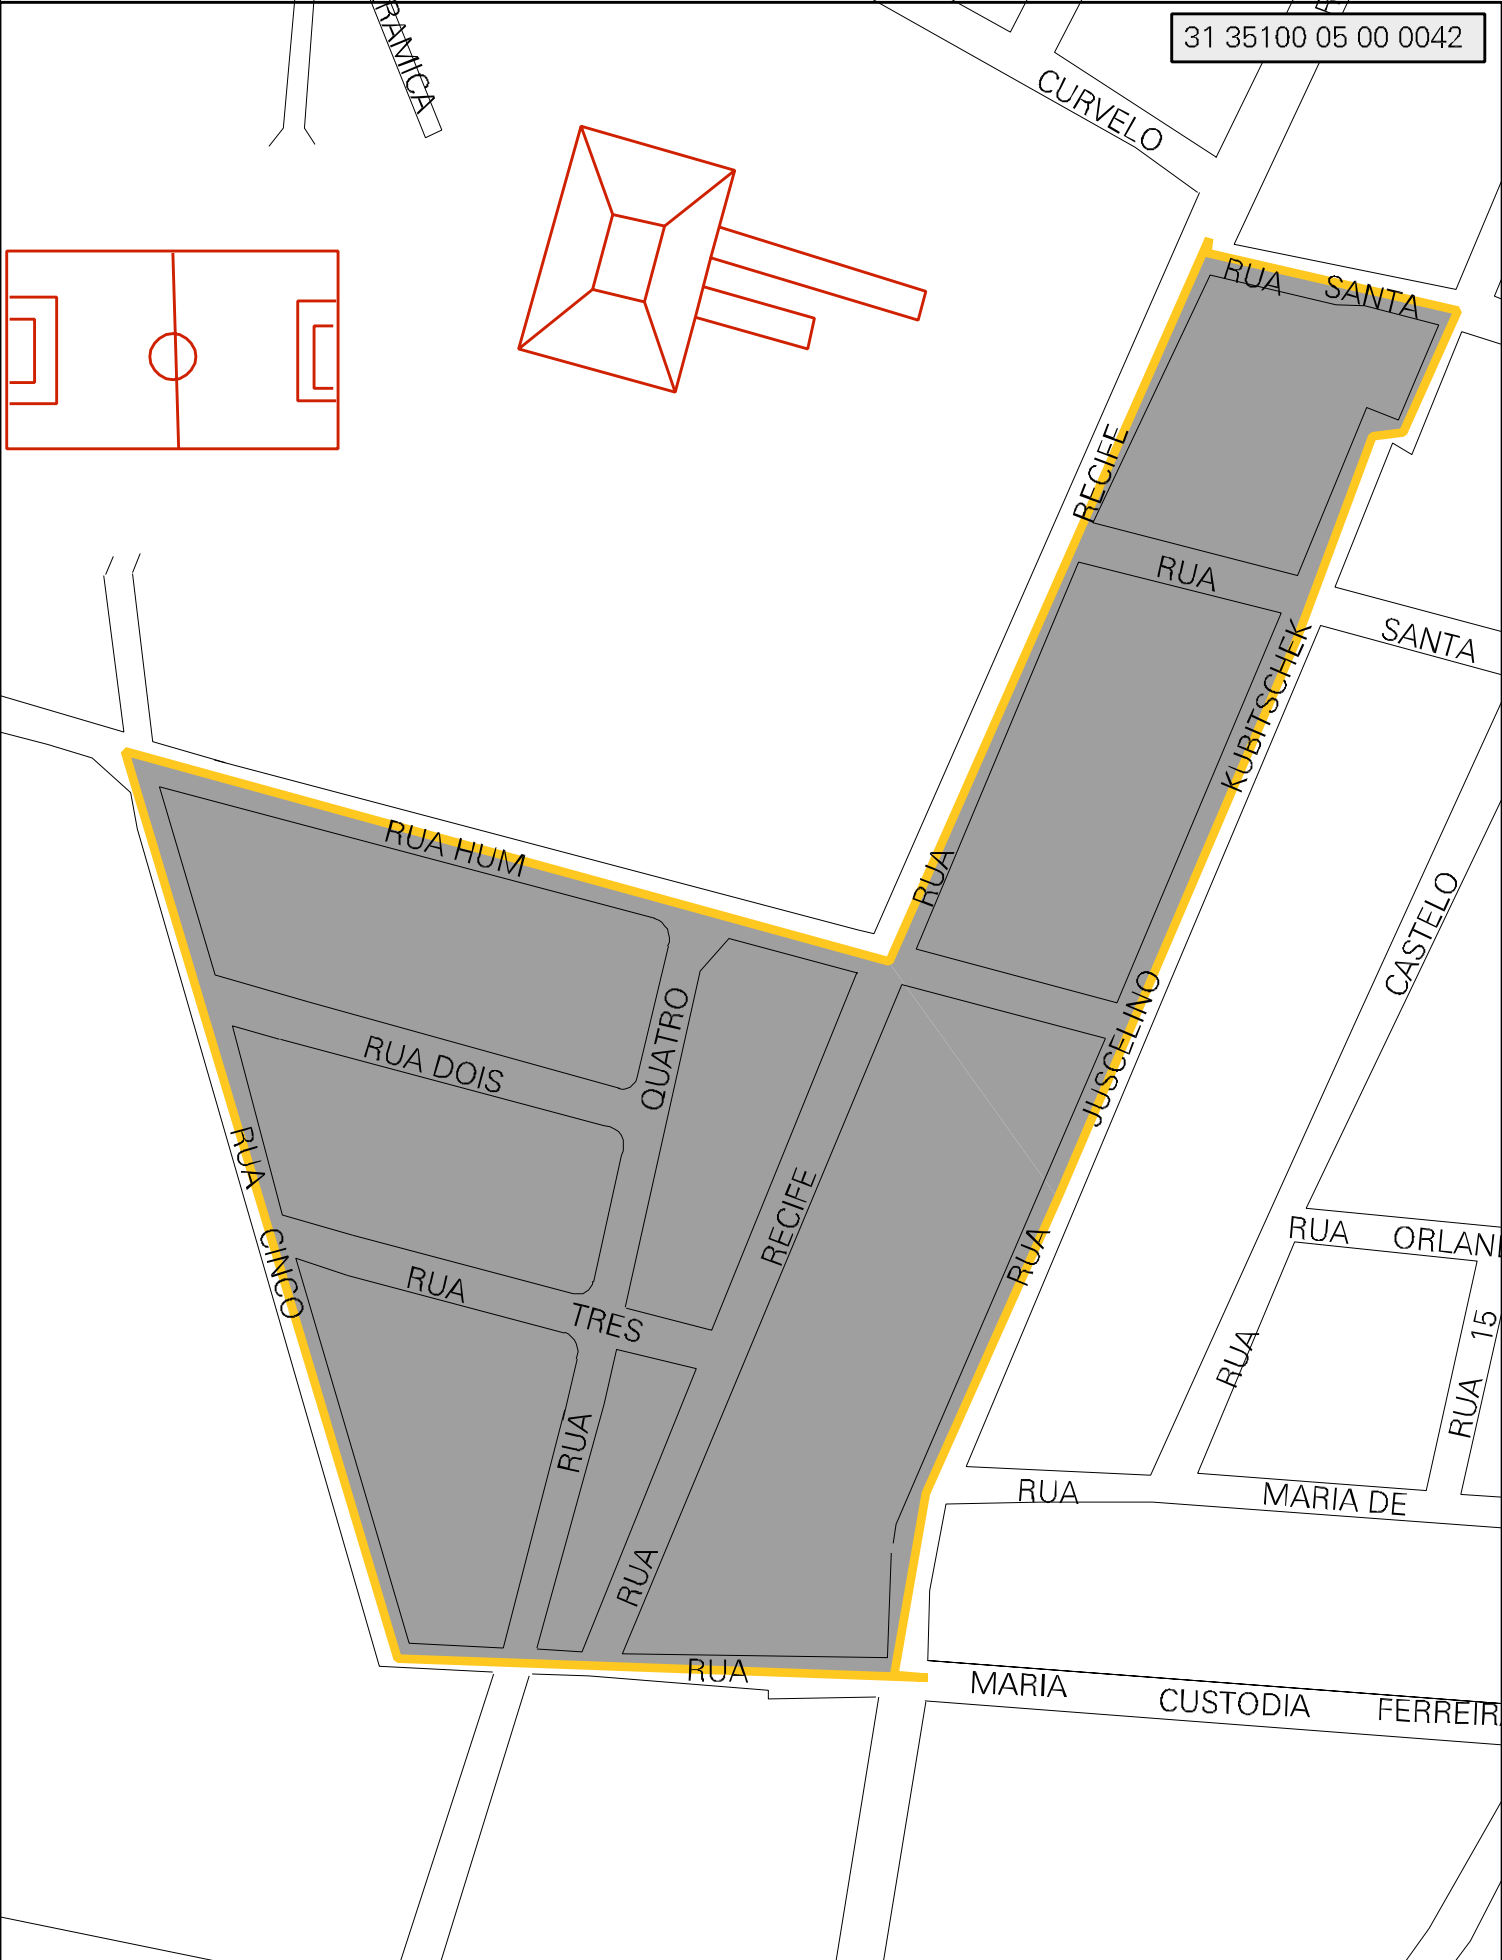 RAMICA
31 35100 05 00 0042
CURVELO
RUA SANTA
RECIFE
RUA
SANTA
KUBITSCHEK
RUA HUM
RUA
CASTELO
QUATRO
RUA DOIS
JUSCELINO
RUA
RECIFE
RUA
RUA ORLAN
CINCO
RUA
TRES
15
RUA
RUA
RUA
RUA
MARIA DE
RUA
RUA
MARIA CUSTODIA FERREIR